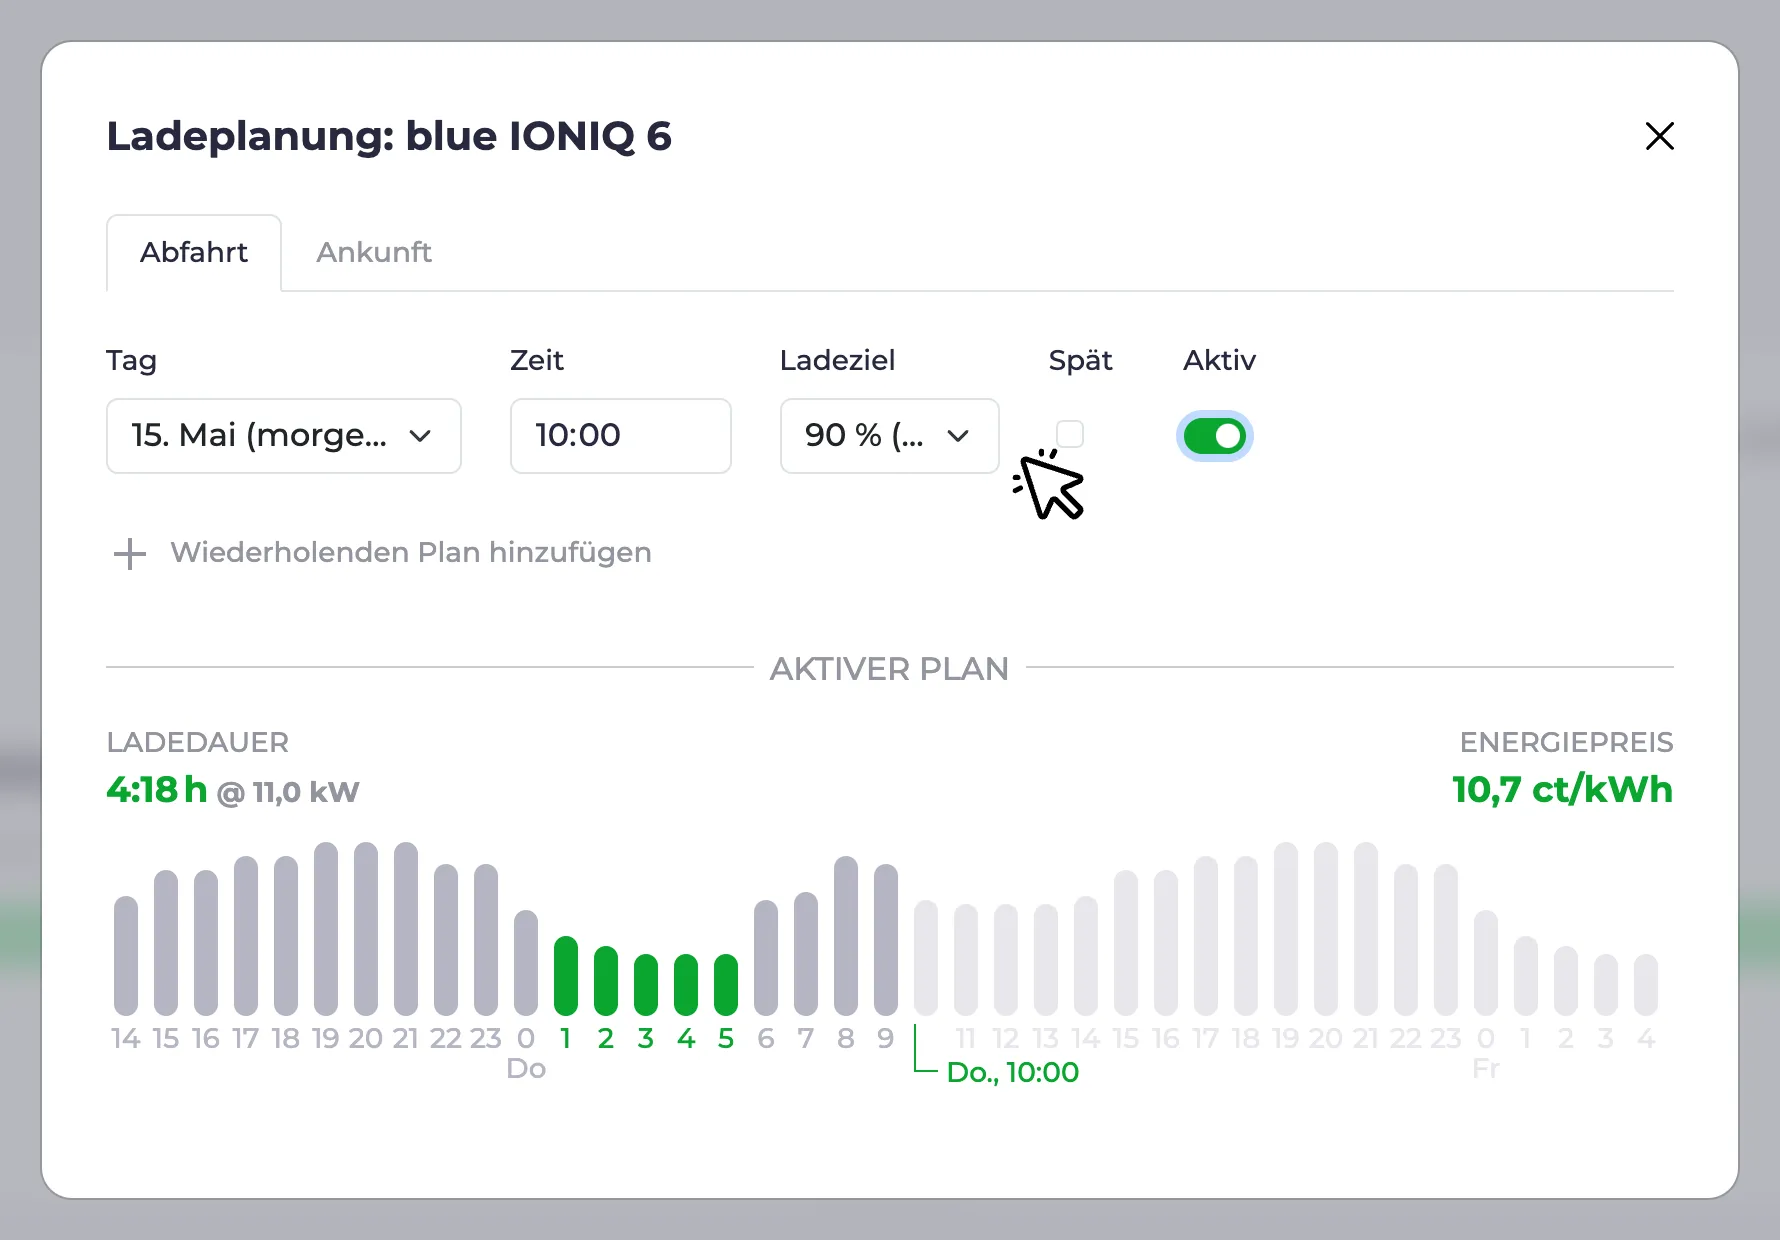 Ladeplanung: blue IONIQ 6
Abfahrt Ankunft
Tag Zeit Ladeziel Spät Aktiv
15. Mai (morge... 10:00 90 % (...
Wiederholenden Plan hinzufügen
AKTIVER PLAN
LADEDAUER ENERGIEPREIS
4:18 h @ 11,0 kW 10,7 ct/kWh
14 15 16 17 18 19 20 21 22 23 0 1 2 3 4 5 6 7 8 9 11 12 13 14 15 16 17 18 19 20 21 22 23 0 1 2 3 4
Do Do., 10:00 Fr